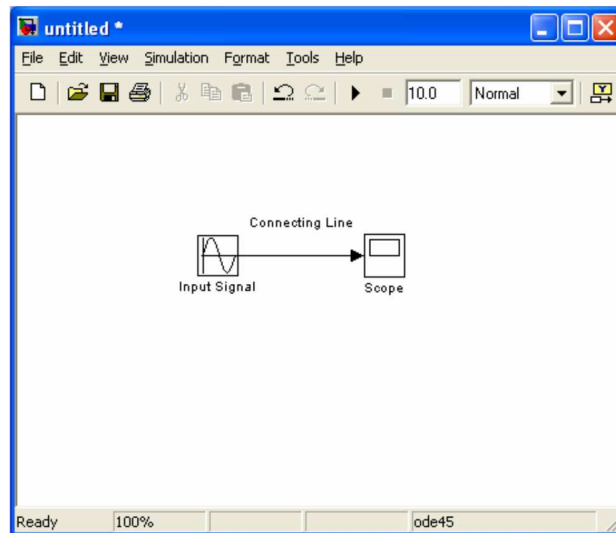 untitled *
File Edit View Simulation Format Tools Help
10.0 Normal
Connecting Line
Input Signal Scope
Ready 100% ode45